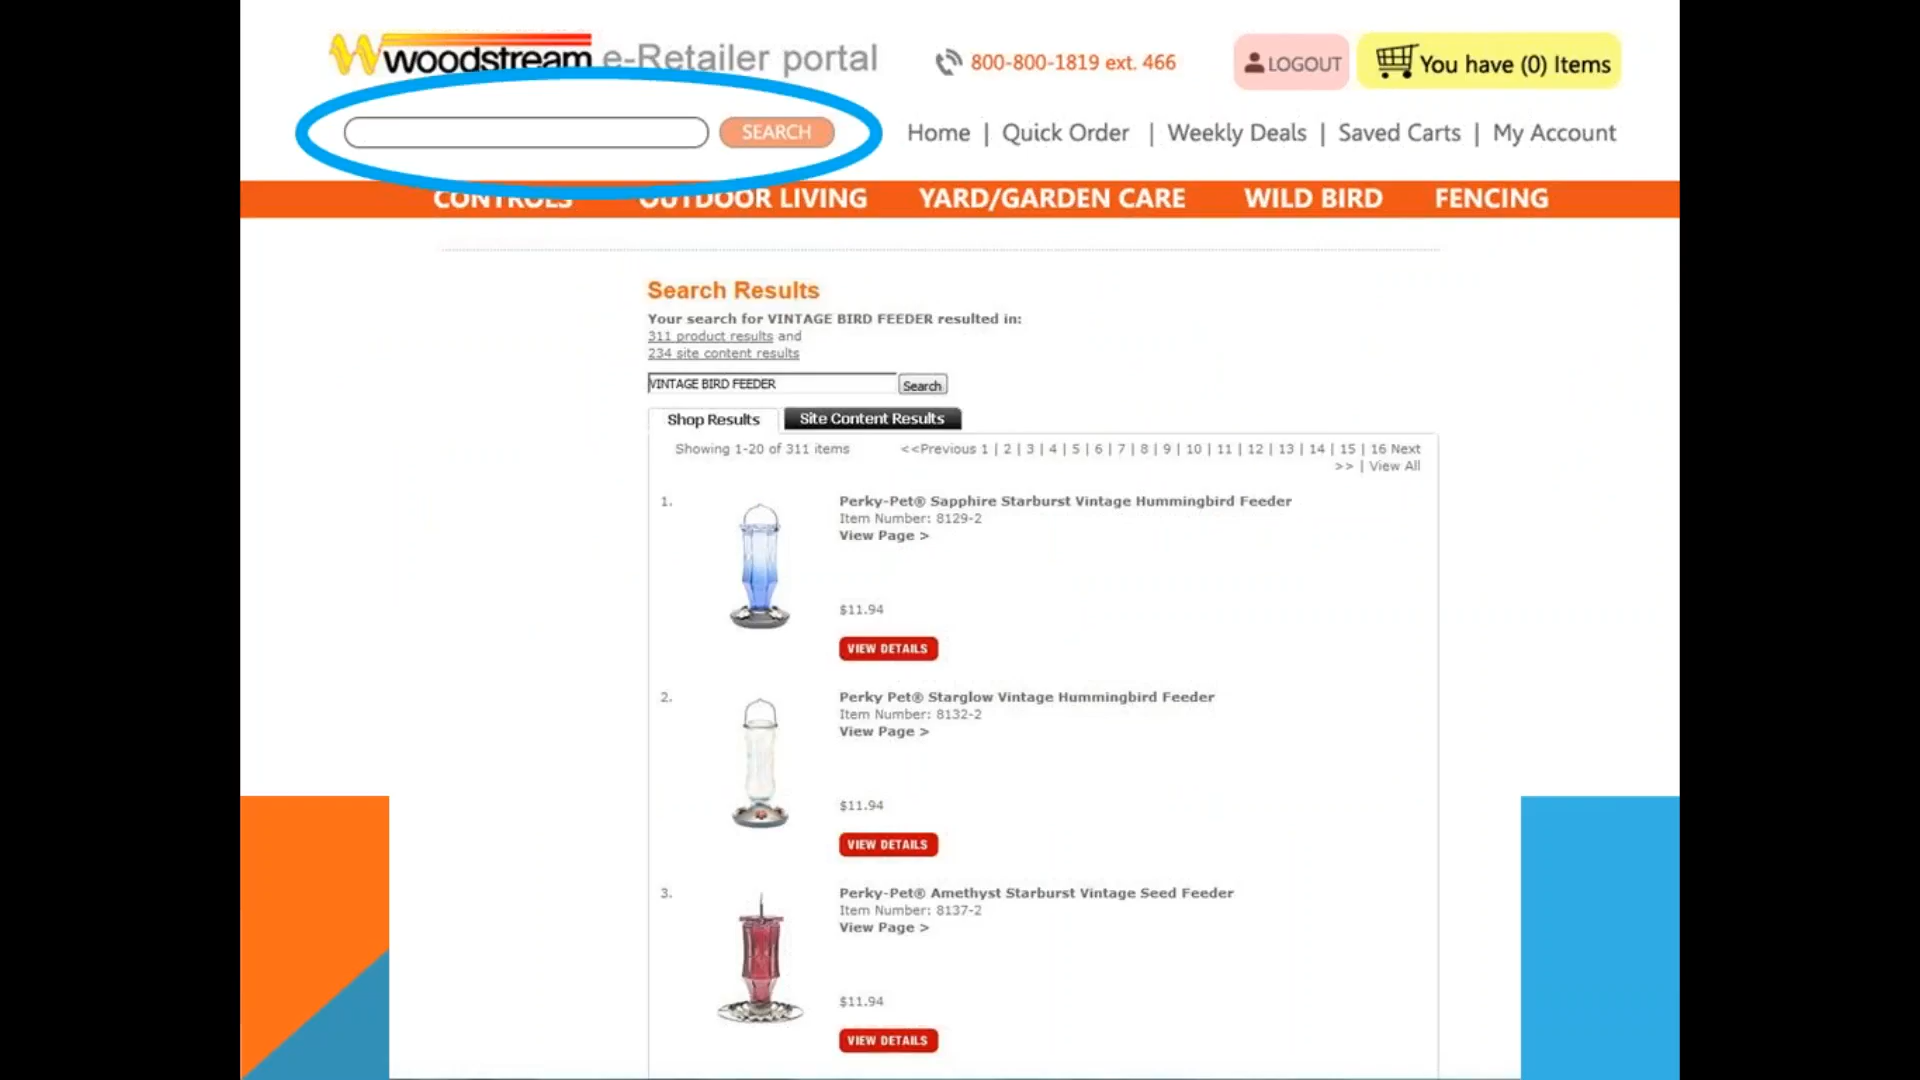 Woodstream e-Retailer portal
800-800-1819 ext. 466
LOGOUT
You have (0) Items
SEARCH
Home | Quick Order | Weekly Deals | Saved Carts | My Account
CONTROLS OUTDOOR LIVING YARD/GARDEN CARE WILD BIRD FENCING
Search Results
Your search for VINTAGE BIRD FEEDER resulted in:
311 product results and
234 site content results
VINTAGE BIRD FEEDER Search
Shop Results Site Content Results
Showing 1-20 of 311 items <<Previous 1 | 2 | 3 | 4 | 5 | 6 | 7 | 8 | 9 | 10 | 11 | 12 | 13 | 14 | 15 | 16 Next
>> | View All
1. Perky-Pet® Sapphire Starburst Vintage Hummingbird Feeder
Item Number: 8129-2
View Page >
$11.94
VIEW DETAILS
2. Perky Pet® Starglow Vintage Hummingbird Feeder
Item Number: 8132-2
View Page >
$11.94
VIEW DETAILS
3. Perky-Pet® Amethyst Starburst Vintage Seed Feeder
Item Number: 8137-2
View Page >
$11.94
VIEW DETAILS